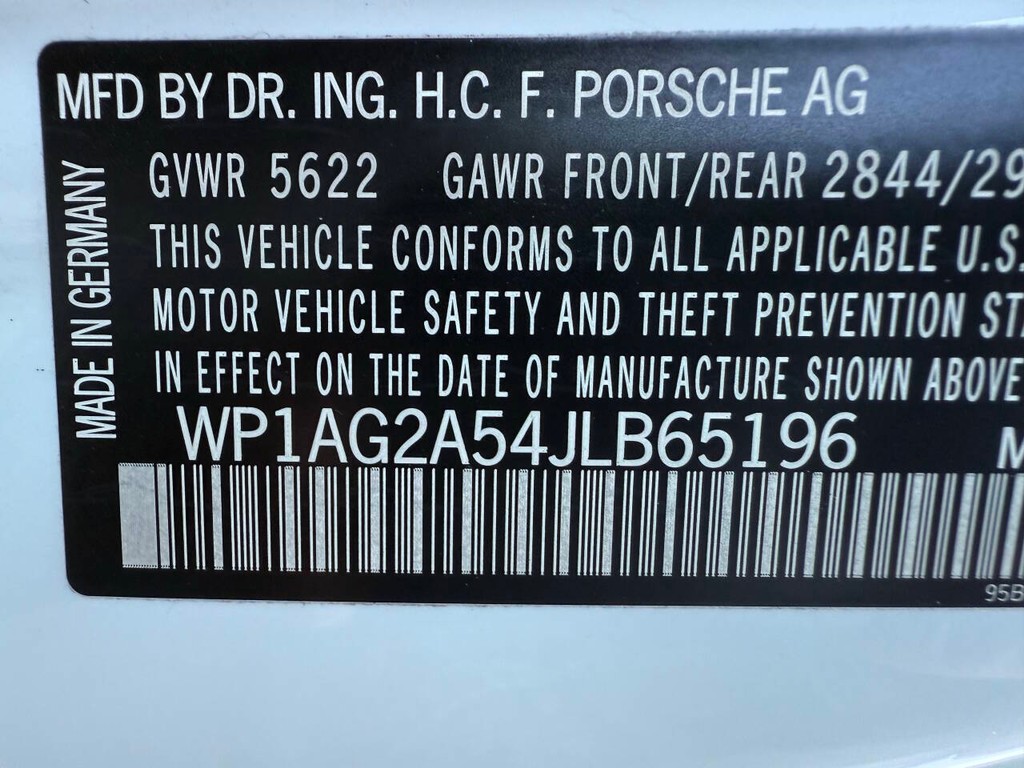 MFD BY DR. ING. H.C. F. PORSCHE AG
GVWR 5622 GAWR FRONT/REAR 2844/29
THIS VEHICLE CONFORMS TO ALL APPLICABLE U.S.
MOTOR VEHICLE SAFETY AND THEFT PREVENTION ST
IN EFFECT ON THE DATE OF MANUFACTURE SHOWN ABOVE
WP1AG2A54JLB65196 M
95B
MADE IN GERMANY